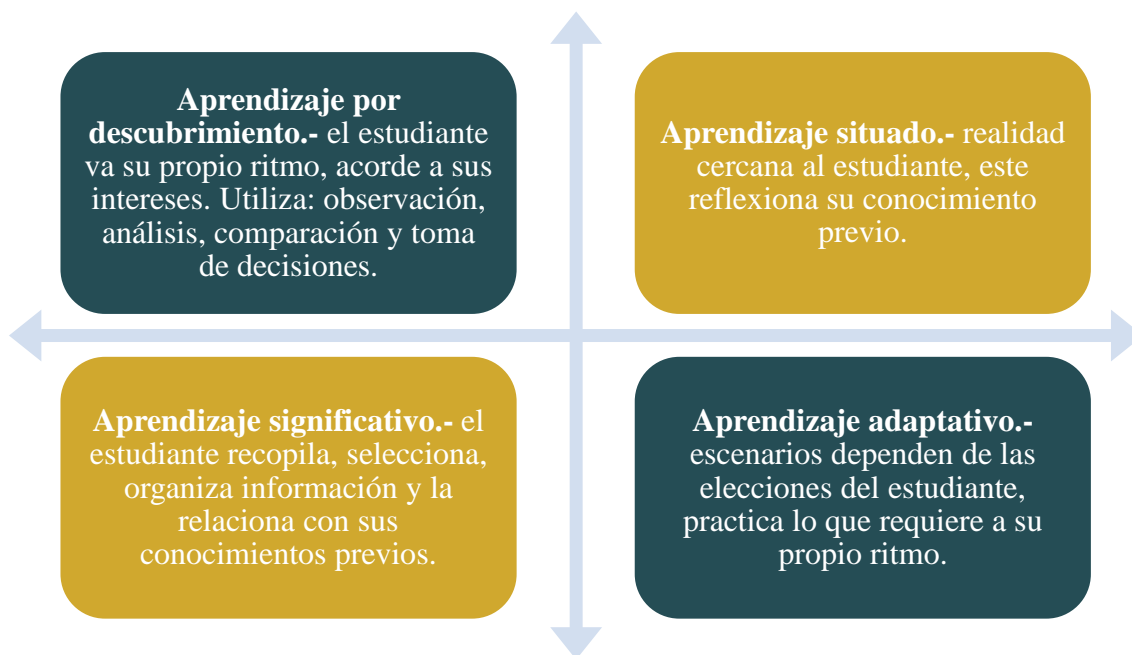 Aprendizaje por
descubrimiento.- el estudiante
va su propio ritmo, acorde a sus
intereses. Utiliza: observación,
análisis, comparación y toma
de decisiones.
Aprendizaje situado.- realidad
cercana al estudiante, este
reflexiona su conocimiento
previo.
Aprendizaje significativo.- el
estudiante recopila, selecciona,
organiza información y la
relaciona con sus
conocimientos previos.
Aprendizaje adaptativo.-
escenarios dependen de las
elecciones del estudiante,
practica lo que requiere a su
propio ritmo.